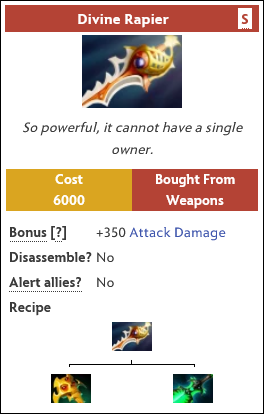 Divine Rapier S
So powerful, it cannot have a single
owner.
Cost Bought From
6000 Weapons
Bonus [?] +350 Attack Damage
Disassemble? No
Alert allies? No
Recipe